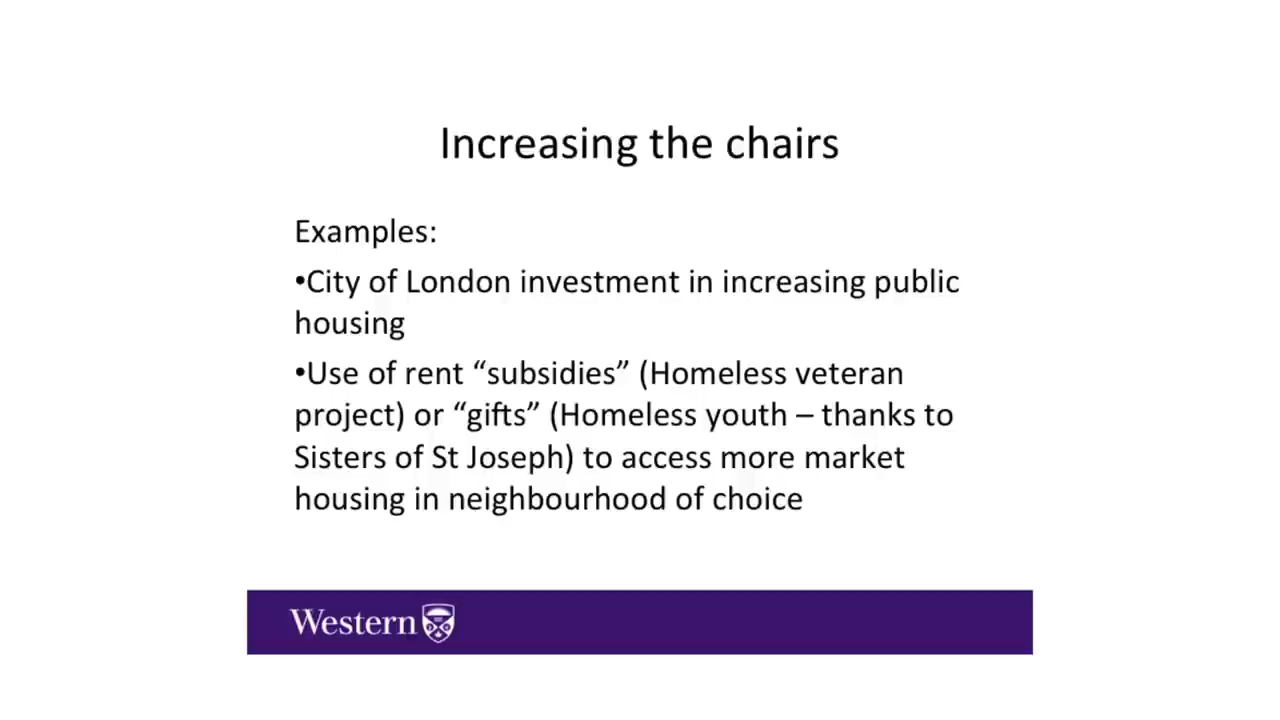 Increasing the chairs
Examples:
•City of London investment in increasing public
housing
•Use of rent “subsidies” (Homeless veteran
project) or “gifts” (Homeless youth – thanks to
Sisters of St Joseph) to access more market
housing in neighbourhood of choice
Western